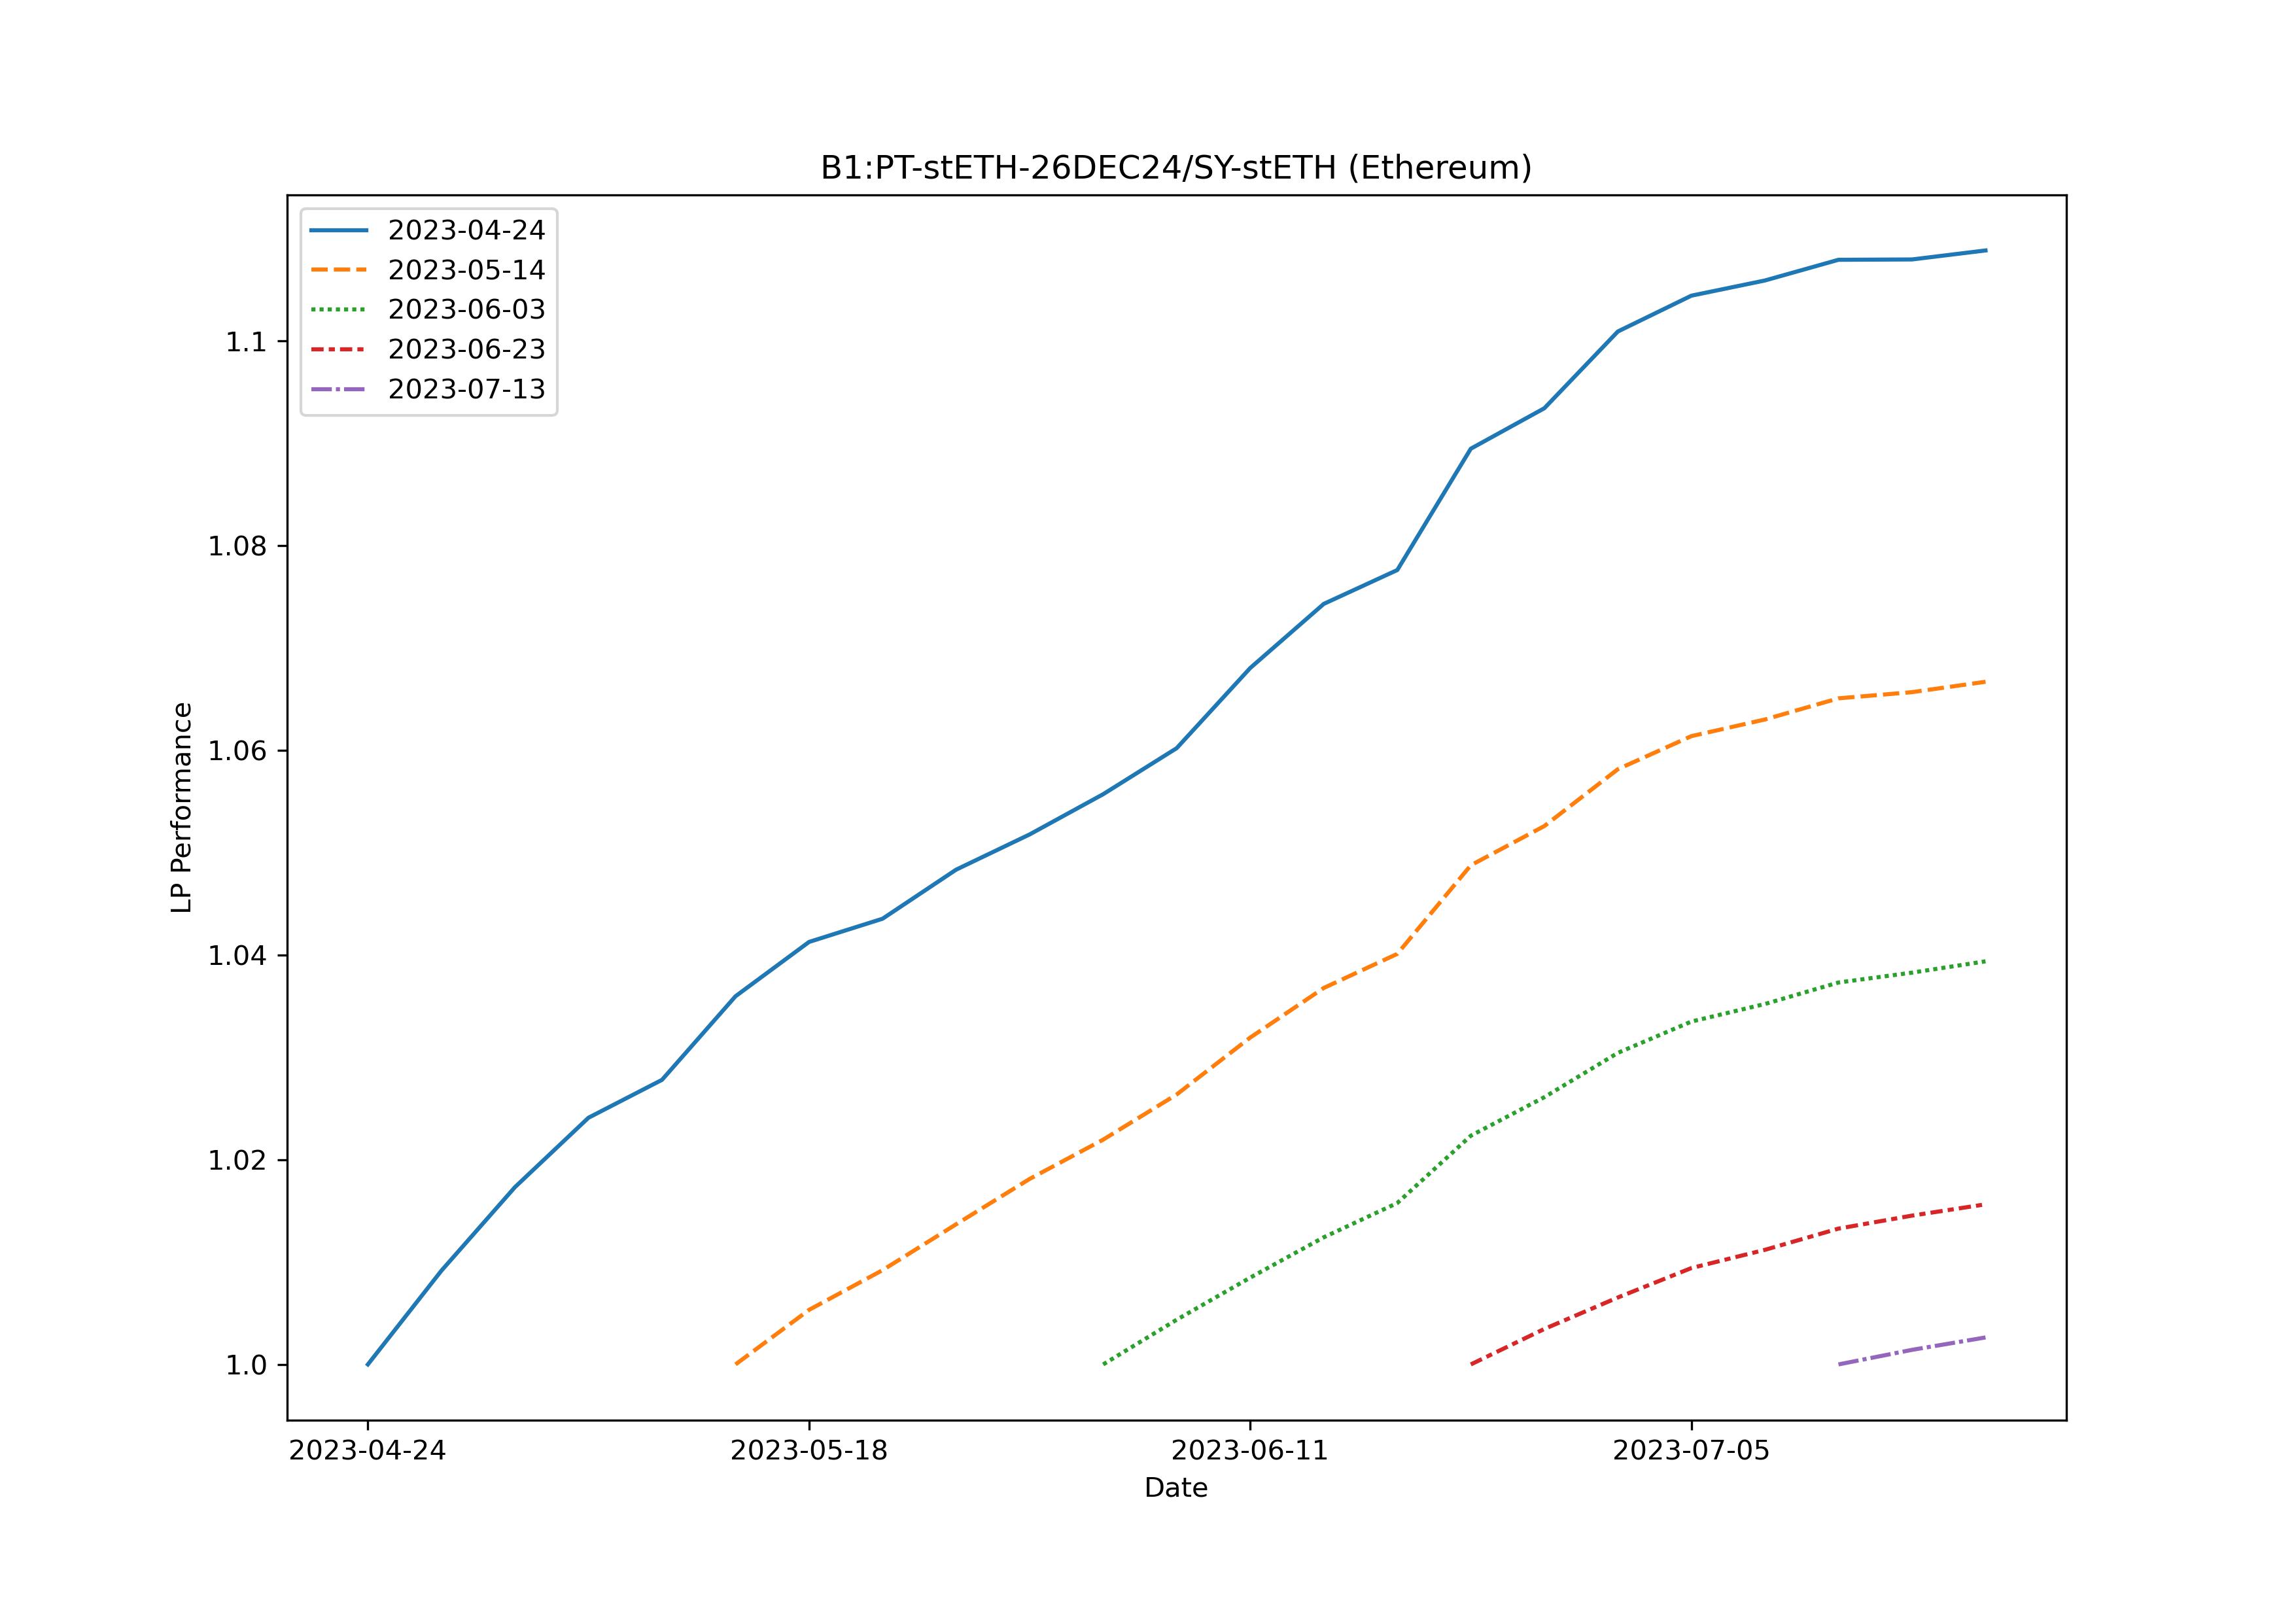 B1:PT-stETH-26DEC24/SY-stETH (Ethereum)
2023-04-24
2023-05-14
2023-06-03
2023-06-23
2023-07-13
1.1
1.08
1.06
1.04
1.02
1.0
LP Performance
2023-04-24 2023-05-18 2023-06-11 2023-07-05
Date